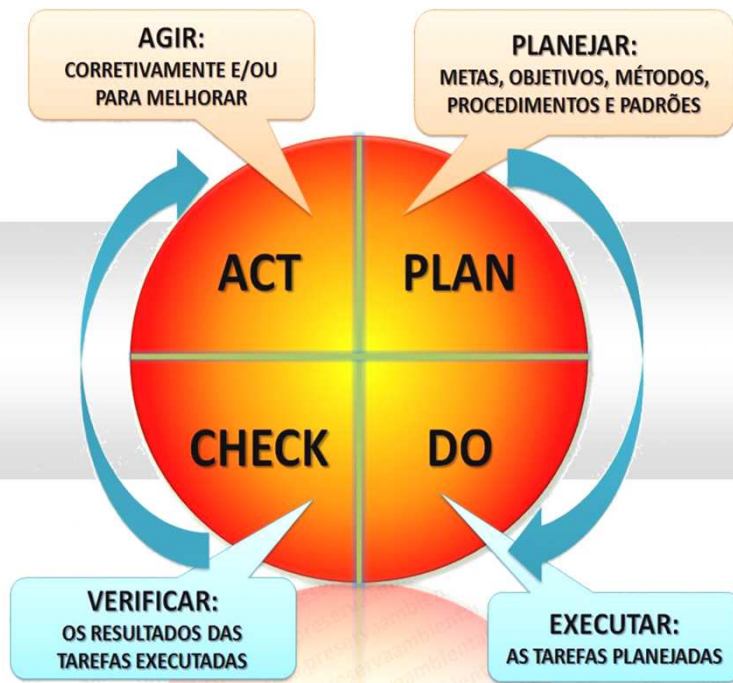 AGIR:
CORRETIVAMENTE E/OU
PARA MELHORAR
PLANEJAR:
METAS, OBJETIVOS, MÉTODOS,
PROCEDIMENTOS E PADRÕES
ACT
PLAN
CHECK
DO
VERIFICAR:
OS RESULTADOS DAS
TAREFAS EXECUTADAS
EXECUTAR:
AS TAREFAS PLANEJADAS